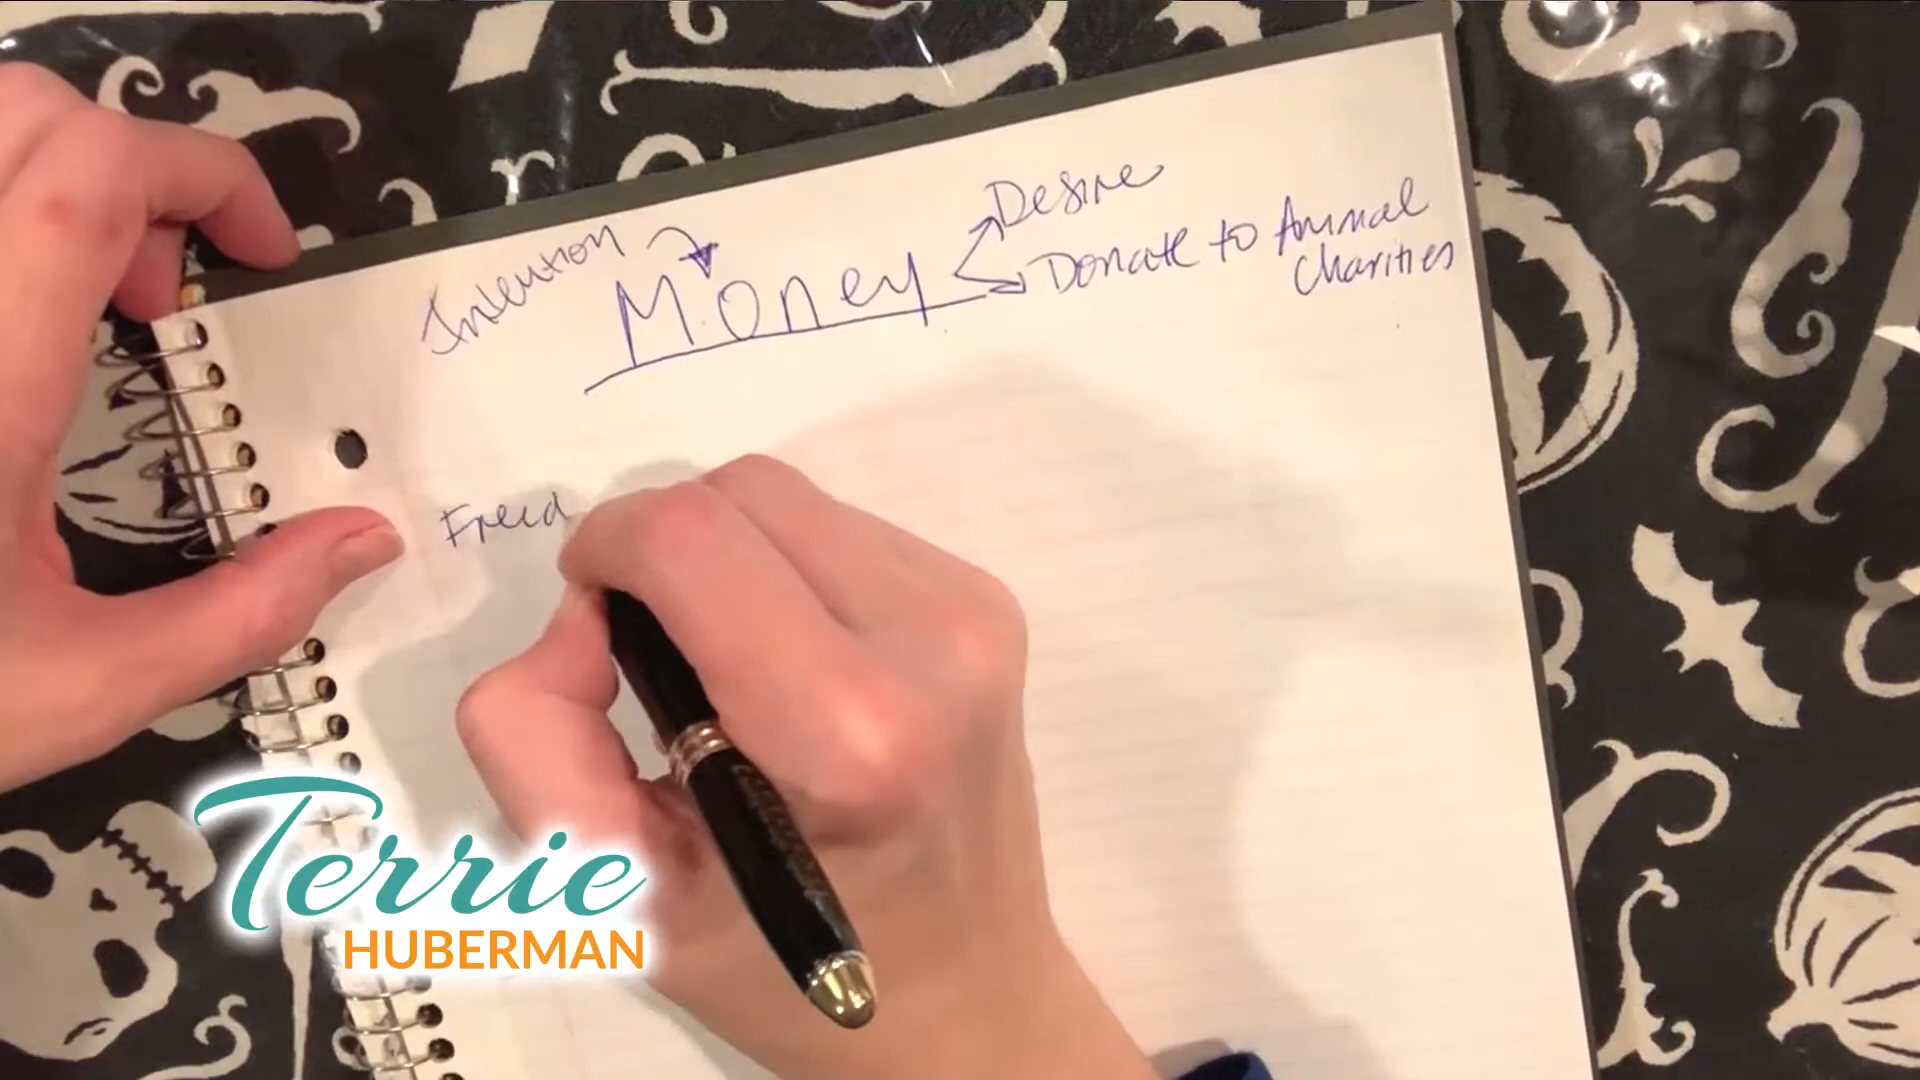 Intention
Money
Desire
Donate to Animal
Charities
Freed
Terrie
HUBERMAN